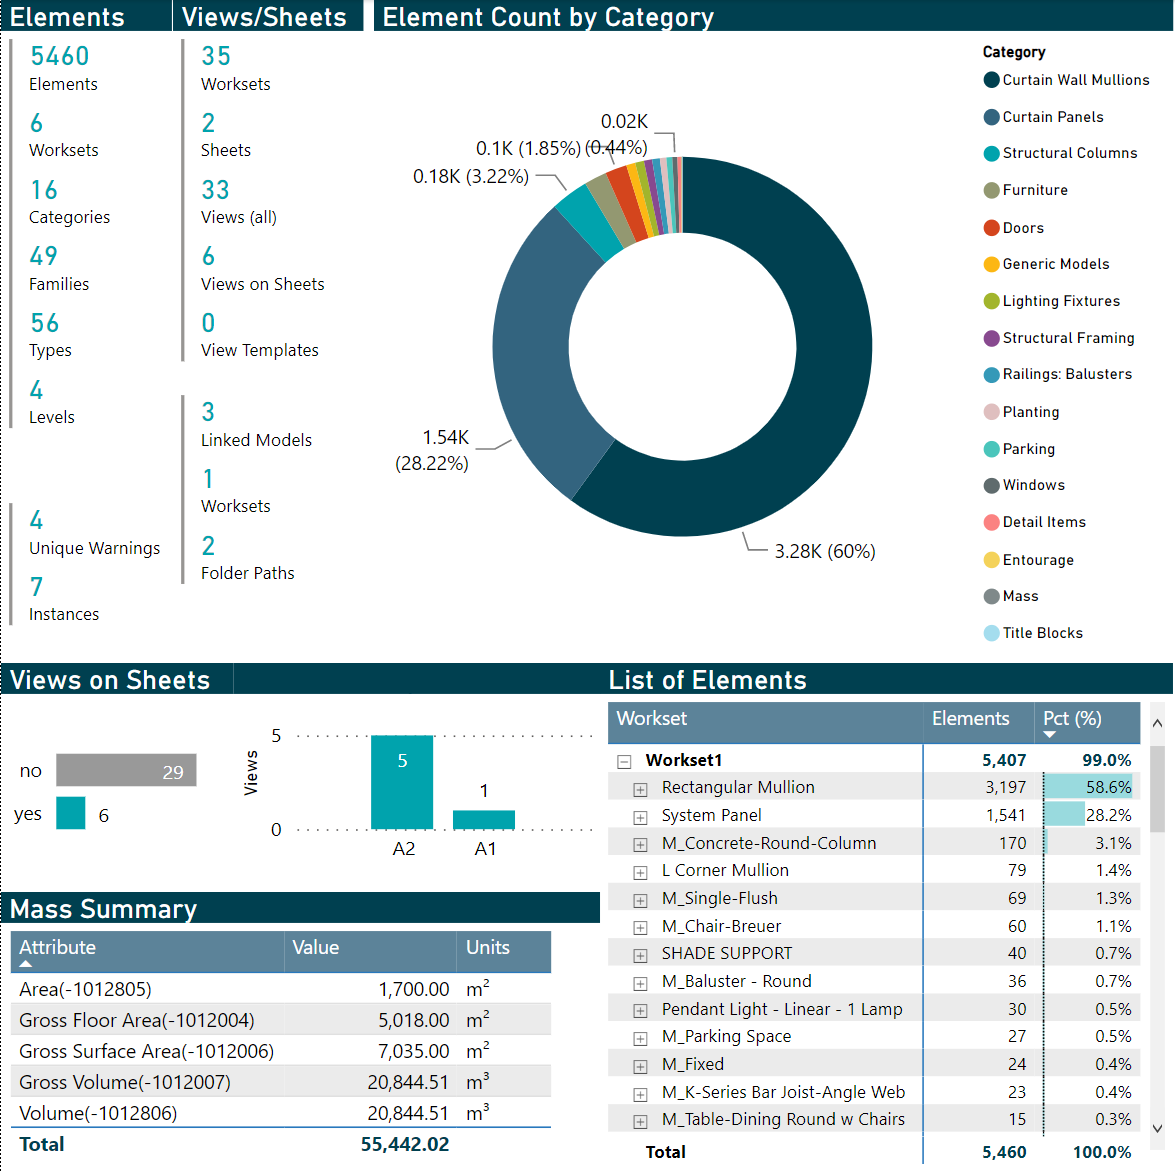 Elements
Views/Sheets
Element Count by Category
5460
Elements
6
Worksets
16
Categories
49
Families
56
Types
4
Levels
4
Unique Warnings
7
Instances
35
Worksets
2
Sheets
33
Views (all)
6
Views on Sheets
0
View Templates
3
Linked Models
1
Worksets
2
Folder Paths
0.02K
(0.44%)
0.1K (1.85%)
0.18K (3.22%)
1.54K
(28.22%)
3.28K (60%)
Category
Curtain Wall Mullions
Curtain Panels
Structural Columns
Furniture
Doors
Generic Models
Lighting Fixtures
Structural Framing
Railings: Balusters
Planting
Parking
Windows
Detail Items
Entourage
Mass
Title Blocks
Views on Sheets
no 29
yes 6
Views
5
0
5
1
A2 A1
Mass Summary
Attribute Value Units
Area(-1012805) 1,700.00 m²
Gross Floor Area(-1012004) 5,018.00 m²
Gross Surface Area(-1012006) 7,035.00 m²
Gross Volume(-1012007) 20,844.51 m³
Volume(-1012806) 20,844.51 m³
Total 55,442.02
List of Elements
Workset Elements Pct (%)
Workset1 5,407 99.0%
Rectangular Mullion 3,197 58.6%
System Panel 1,541 28.2%
M_Concrete-Round-Column 170 3.1%
L Corner Mullion 79 1.4%
M_Single-Flush 69 1.3%
M_Chair-Breuer 60 1.1%
SHADE SUPPORT 40 0.7%
M_Baluster - Round 36 0.7%
Pendant Light - Linear - 1 Lamp 30 0.5%
M_Parking Space 27 0.5%
M_Fixed 24 0.4%
M_K-Series Bar Joist-Angle Web 23 0.4%
M_Table-Dining Round w Chairs 15 0.3%
Total 5,460 100.0%